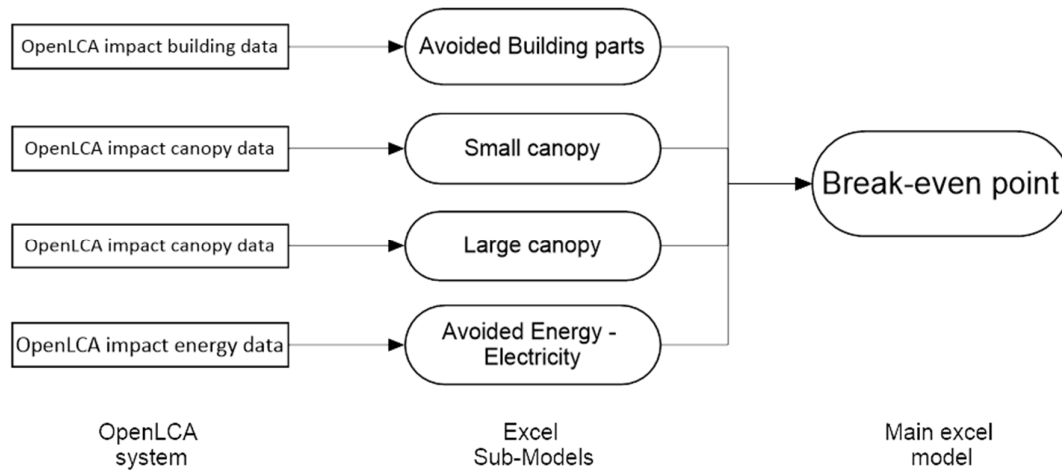 OpenLCA impact building data
Avoided Building parts
OpenLCA impact canopy data
Small canopy
Break-even point
OpenLCA impact canopy data
Large canopy
OpenLCA impact energy data
Avoided Energy -
Electricity
OpenLCA
system
Excel
Sub-Models
Main excel
model